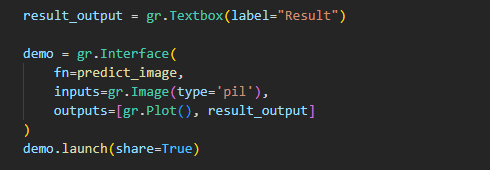 result_output = gr.Textbox(label="Result")
demo = gr.Interface(
    fn=predict_image,
    inputs=gr.Image(type='pil'),
    outputs=[gr.Plot(), result_output]
)
demo.launch(share=True)